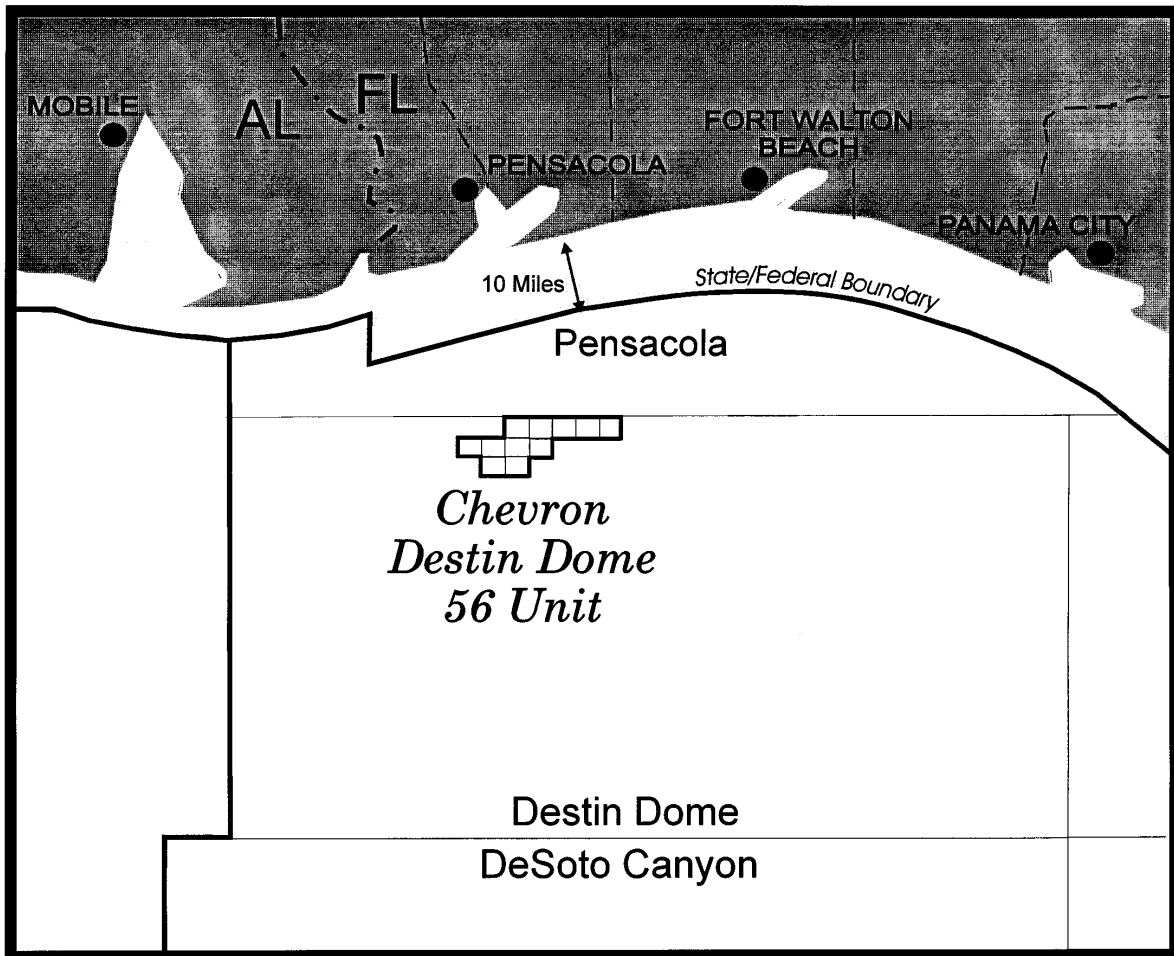 MOBILE
AL
FL
PENSACOLA
FORT WALTON
BEACH
PANAMA CITY
10 Miles
State/Federal Boundary
Pensacola
Chevron
Destin Dome
56 Unit
Destin Dome
DeSoto Canyon